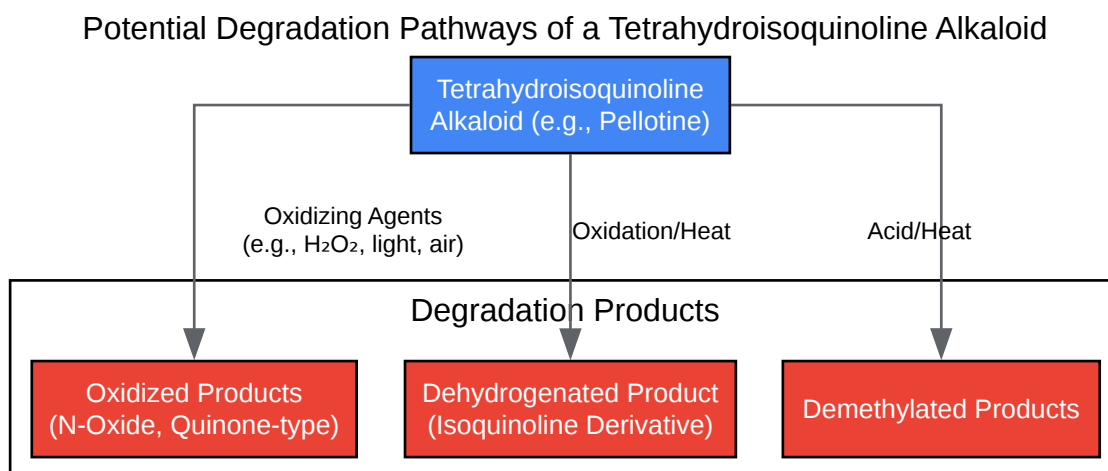 Potential Degradation Pathways of a Tetrahydroisoquinoline Alkaloid
Tetrahydroisoquinoline
Alkaloid (e.g., Pellotine)
Oxidizing Agents
(e.g., H₂O₂, light, air)
Oxidation/Heat
Acid/Heat
Degradation Products
Oxidized Products
(N-Oxide, Quinone-type)
Dehydrogenated Product
(Isoquinoline Derivative)
Demethylated Products